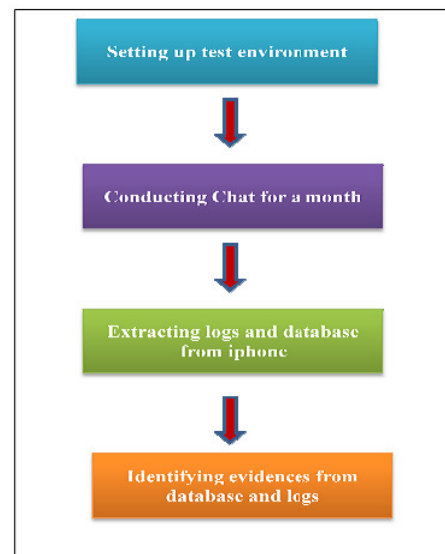 Setting up test environment
Conducting Chat for a month
Extracting logs and database
from iphone
Identifying evidences from
database and logs